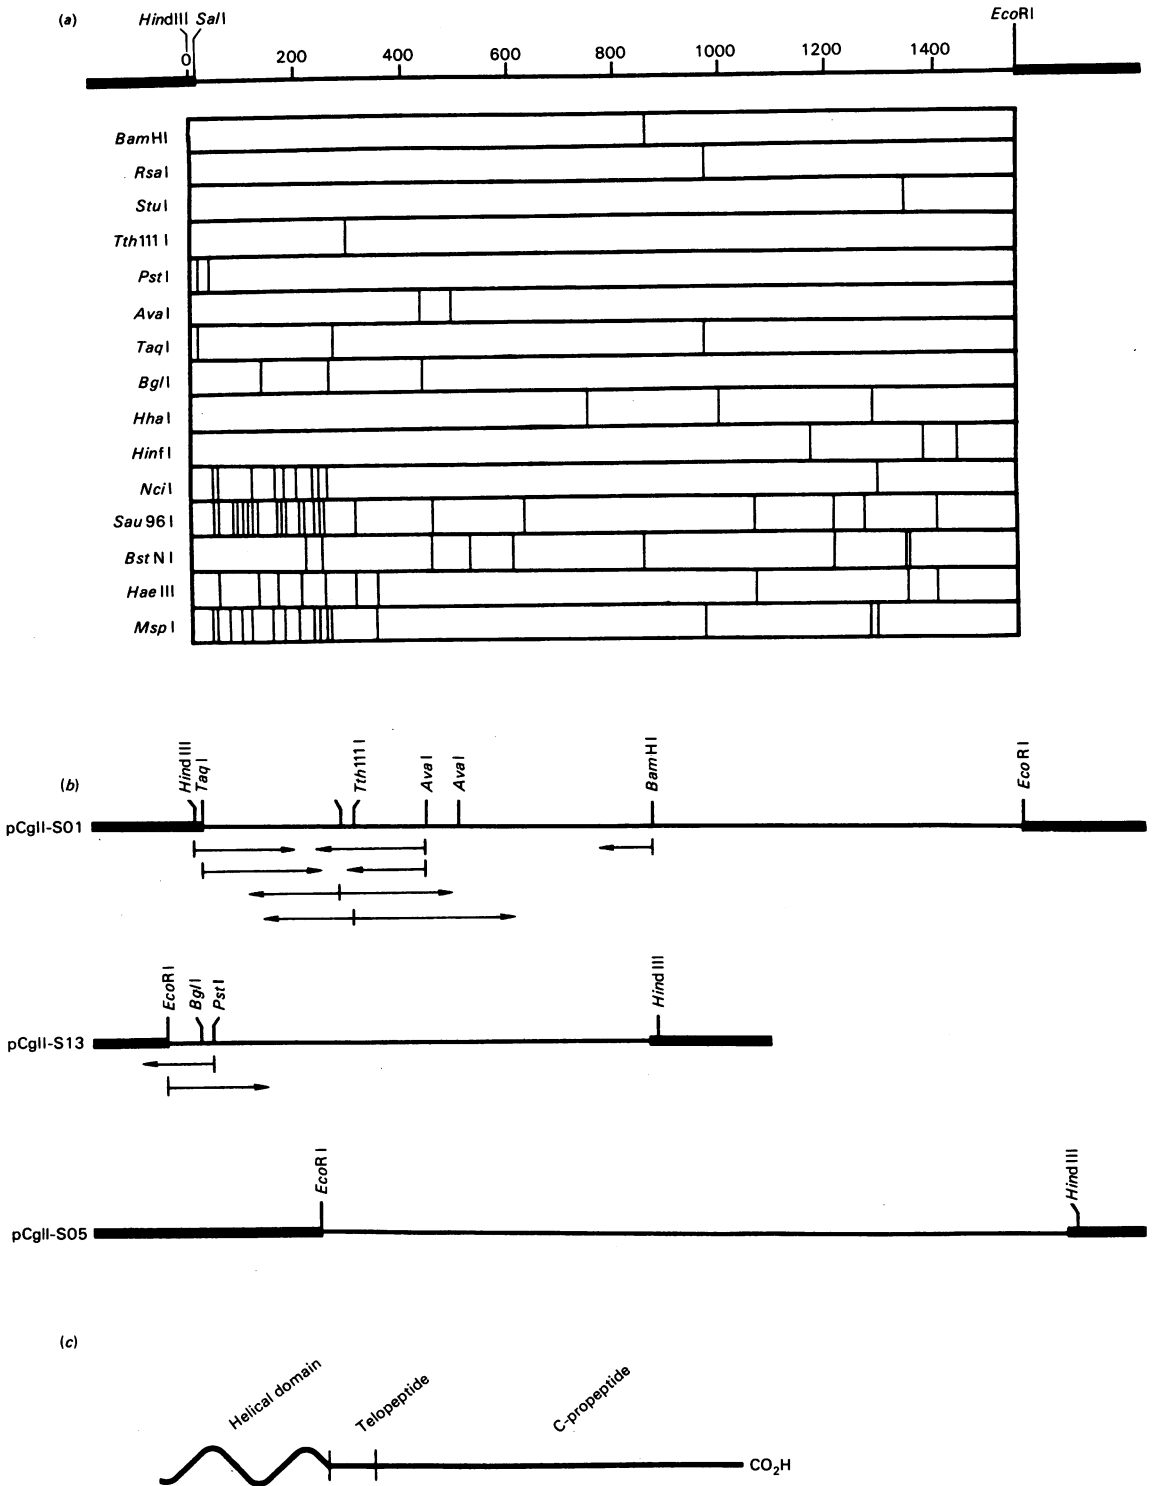 (a)
HindIII SalI
EcoRI
0 200 400 600 800 1000 1200 1400
BamHI
RsaI
StuI
Tth111 I
PstI
AvaI
TaqI
BglI
HhaI
HinfI
NciI
Sau96 I
BstN I
HaeIII
MspI
(b)
HindIII
TaqI
Tth111 I
AvaI
AvaI
BamHI
EcoRI
pCgII-S01
EcoRI
BglI
PstI
HindIII
pCgII-S13
EcoRI
HindIII
pCgII-S05
(c)
Helical domain
Telopeptide
C-propeptide
CO₂H